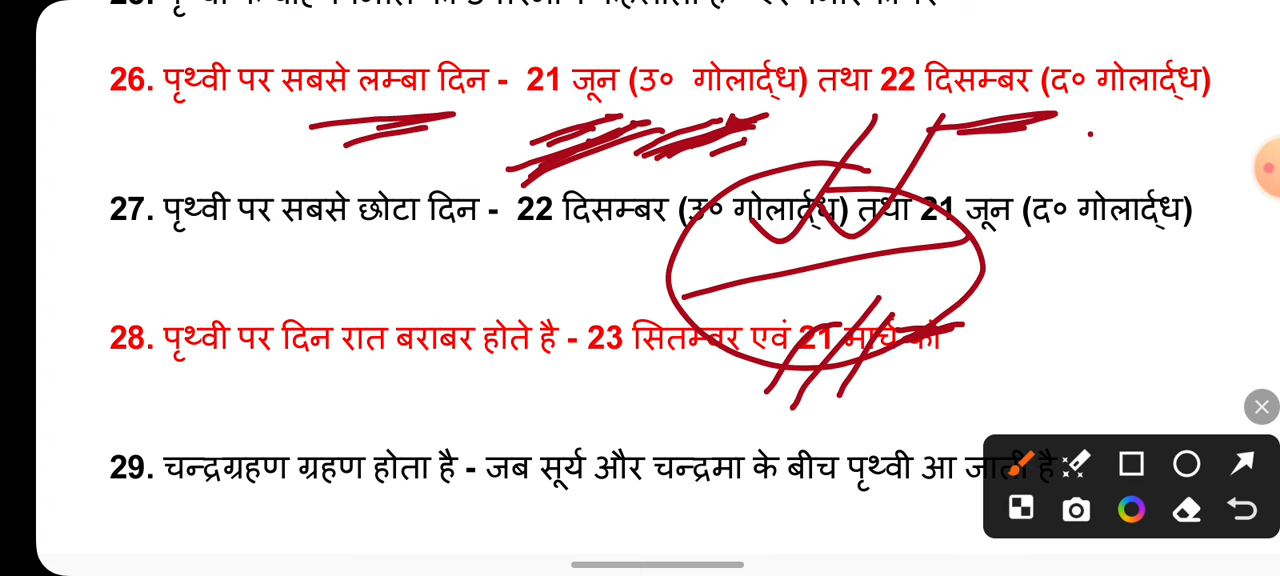 26. पृथ्वी पर सबसे लम्बा दिन - 21 जून (उ० गोलार्द्ध) तथा 22 दिसम्बर (द० गोलार्द्ध)
27. पृथ्वी पर सबसे छोटा दिन - 22 दिसम्बर (उ० गोलार्द्ध) तथा 21 जून (द० गोलार्द्ध)
28. पृथ्वी पर दिन रात बराबर होते है - 23 सितम्बर एवं 21 मार्च को
29. चन्द्रग्रहण ग्रहण होता है - जब सूर्य और चन्द्रमा के बीच पृथ्वी आ जाती है